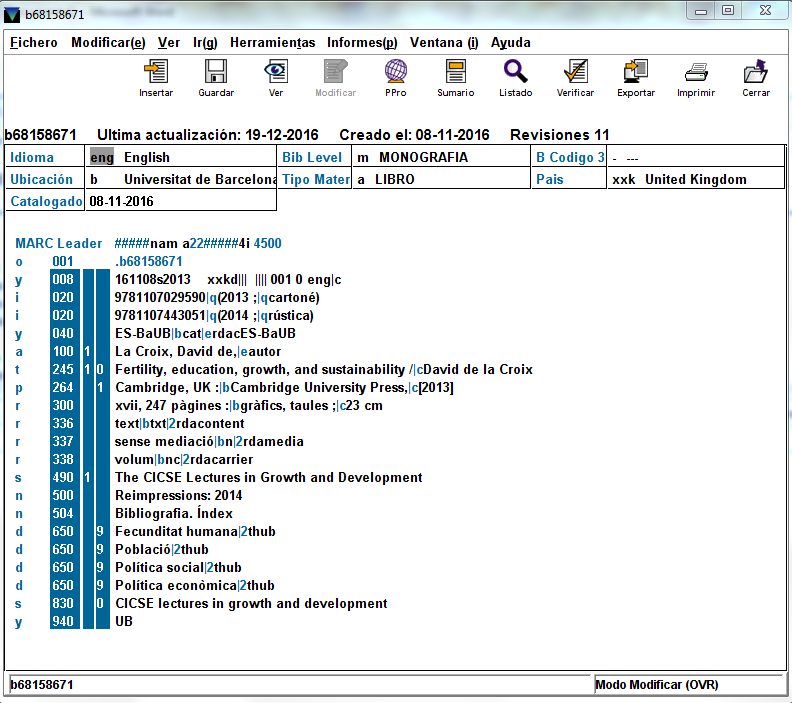 b68158671
Fichero Modificar(e) Ver Ir(g) Herramientas Informes(p) Ventana (i) Ayuda
Insertar Guardar Ver Modificar PPro Sumario Listado Verificar Exportar Imprimir Cerrar
b68158671 Ultima actualización: 19-12-2016 Creado el: 08-11-2016 Revisiones 11
Idioma eng English Bib Level m MONOGRAFIA B Codigo 3 - ---
Ubicación b Universitat de Barcelona Tipo Mater a LIBRO Pais xxk United Kingdom
Catalogado 08-11-2016
MARC Leader #####nam a22#####4i 4500
o 001 .b68158671
y 008 161108s2013 xxkd||| |||| 001 0 eng|c
i 020 9781107029590|q(2013 ;|qcartoné)
i 020 9781107443051|q(2014 ;|qrústica)
y 040 ES-BaUB|bcat|erdacES-BaUB
a 100 1 La Croix, David de,|eautor
t 245 1 0 Fertility, education, growth, and sustainability /|cDavid de la Croix
p 264 1 Cambridge, UK :|bCambridge University Press,|c[2013]
r 300 xvii, 247 pàgines :|bgràfics, taules ;|c23 cm
r 336 text|btxt|2rdacontent
r 337 sense mediació|bn|2rdamedia
r 338 volum|bnc|2rdacarrier
s 490 1 The CICSE Lectures in Growth and Development
n 500 Reimpressions: 2014
n 504 Bibliografia. Índex
d 650 9 Fecunditat humana|2thub
d 650 9 Població|2thub
d 650 9 Política social|2thub
d 650 9 Política econòmica|2thub
s 830 0 CICSE lectures in growth and development
y 940 UB
b68158671 Modo Modificar (OVR)